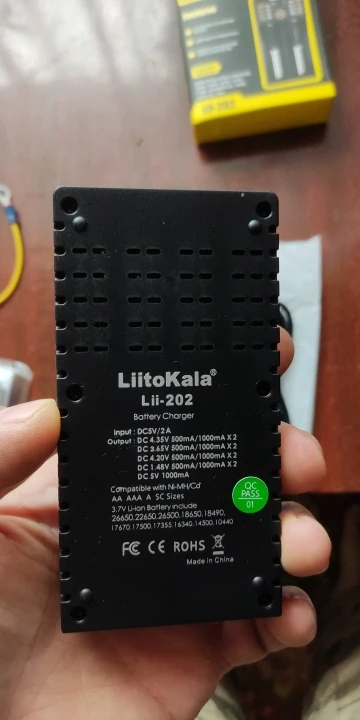 LiitoKala®
Lii-202
Battery Charger
Input : DC5V/2A
Output : DC 4.35V 500mA/1000mA X 2
DC 3.65V 500mA/1000mA X 2
DC 4.20V 500mA/1000mA X 2
DC 1.48V 500mA/1000mA X 2
DC 5V 1000mA
Compatible with Ni-MH/Cd
AA AAA A SC Sizes
3.7V Li-Ion Battery include
26650,22650,26500,18650,18490,
17670,17500,17355,16340,14500,10440
QC
PASS
01
FC CE ROHS
Made in China